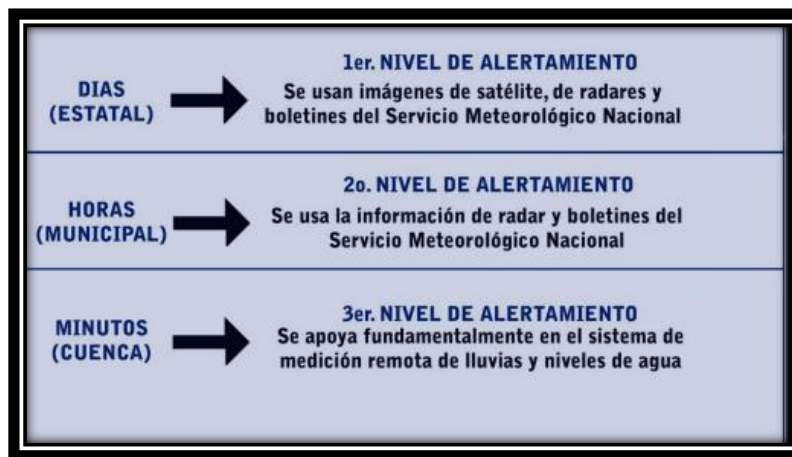 DIAS
(ESTATAL)
1er. NIVEL DE ALERTAMIENTO
Se usan imágenes de satélite, de radares y
boletines del Servicio Meteorológico Nacional
HORAS
(MUNICIPAL)
2o. NIVEL DE ALERTAMIENTO
Se usa la información de radar y boletines del
Servicio Meteorológico Nacional
MINUTOS
(CUENCA)
3er. NIVEL DE ALERTAMIENTO
Se apoya fundamentalmente en el sistema de
medición remota de lluvias y niveles de agua